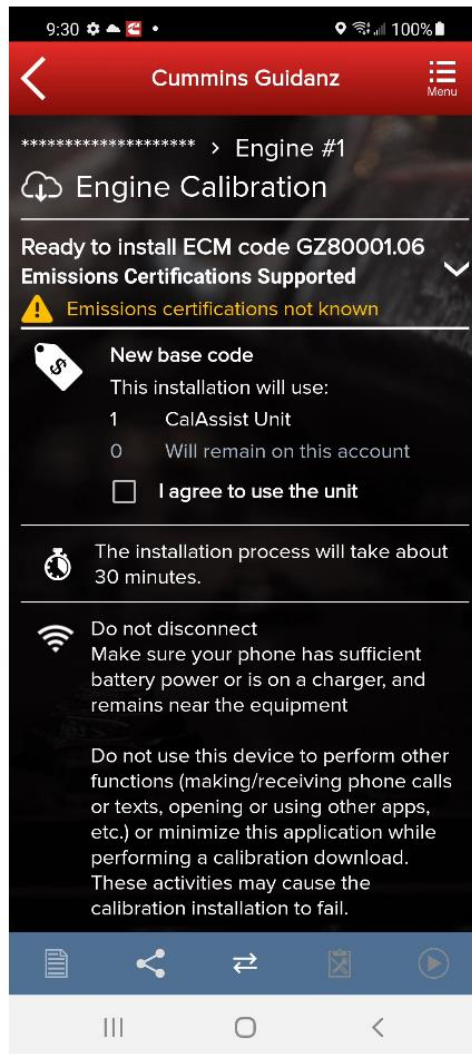 9:30
100%
Cummins Guidanz
Menu
******************** > Engine #1
Engine Calibration
Ready to install ECM code GZ80001.06
Emissions Certifications Supported
Emissions certifications not known
New base code
This installation will use:
1 CalAssist Unit
0 Will remain on this account
I agree to use the unit
The installation process will take about
30 minutes.
Do not disconnect
Make sure your phone has sufficient
battery power or is on a charger, and
remains near the equipment
Do not use this device to perform other
functions (making/receiving phone calls
or texts, opening or using other apps,
etc.) or minimize this application while
performing a calibration download.
These activities may cause the
calibration installation to fail.